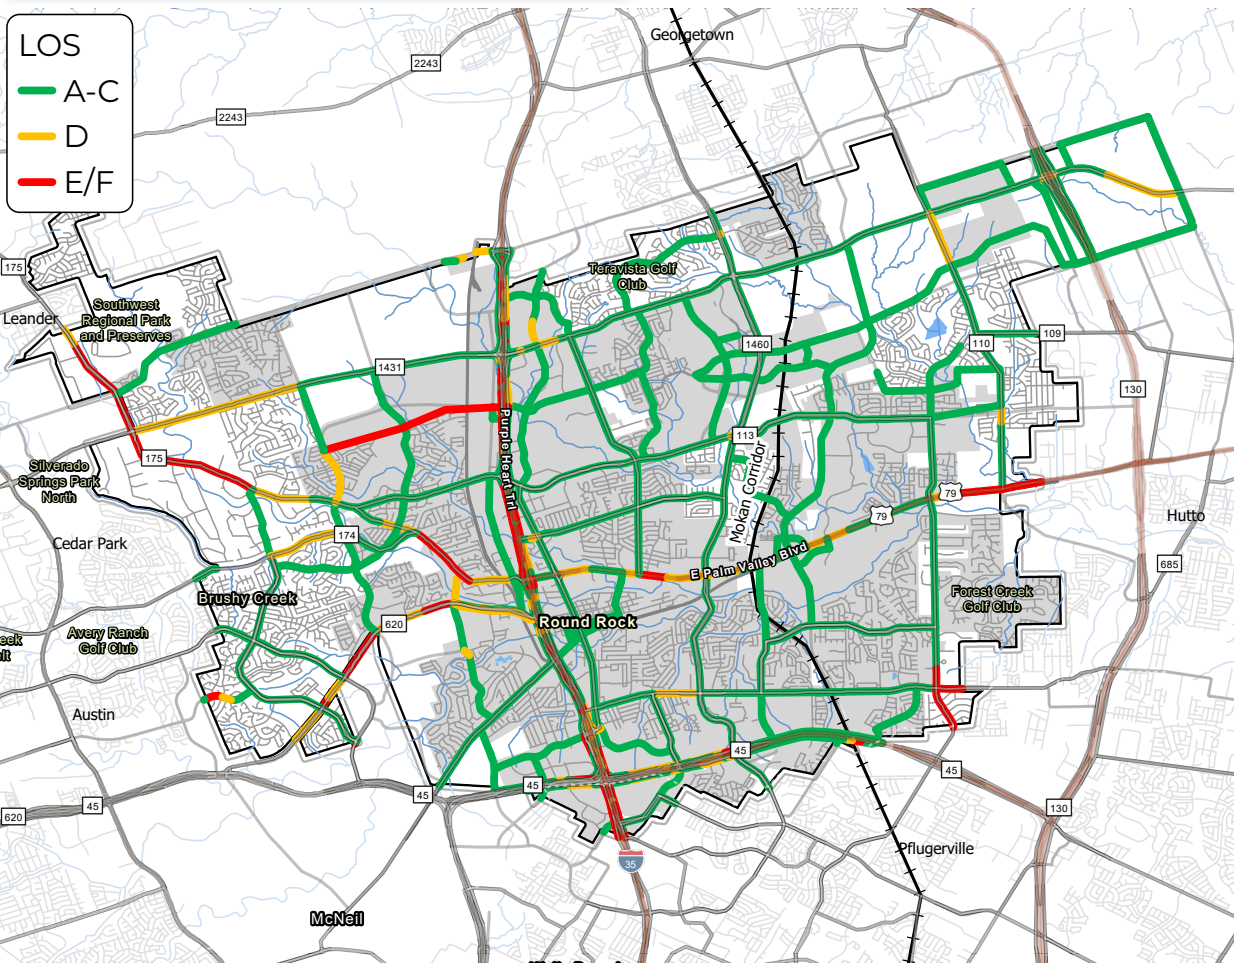 LOS
A-C
D
E/F
Georgetown
2243
2243
175
Teravista Golf
Club
Leander
Southwest
Regional Park
and Preserves
1460
110
109
1431
130
Purple Heart Trl
113
Mokan Corridor
175
Silverado
Springs Park
North
79
79
Hutto
174
Cedar Park
E Palm Valley Blvd
685
Brushy Creek
Forest Creek
Golf Club
620
Round Rock
eek
lt
Avery Ranch
Golf Club
Austin
45
45
45
45
45
130
620
35
Pflugerville
McNeil